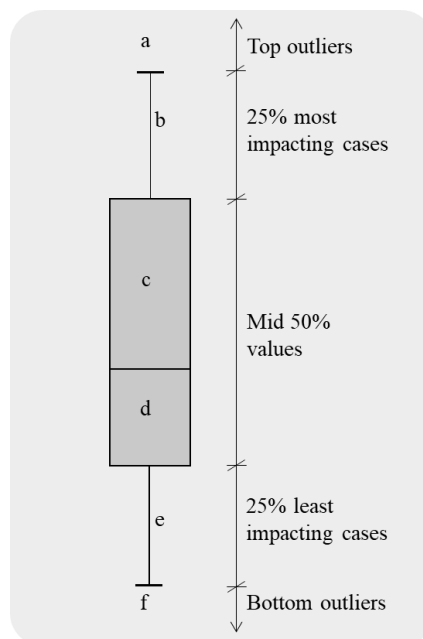 a
Top outliers
b
25% most
impacting cases
c
Mid 50%
values
d
e
25% least
impacting cases
f
Bottom outliers